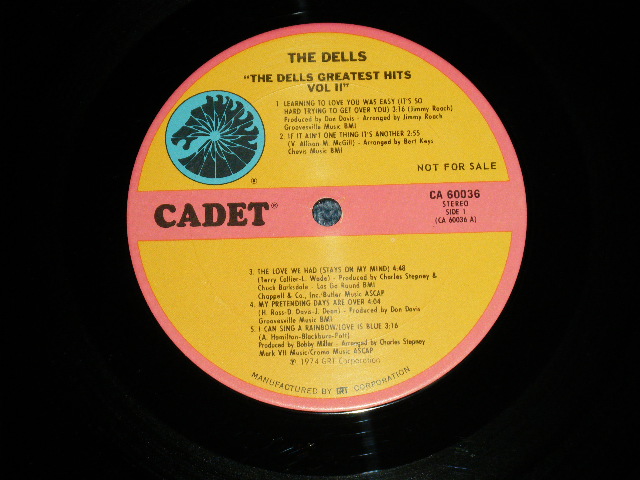 THE DELLS
"THE DELLS GREATEST HITS
VOL II"
1. LEARNING TO LOVE YOU WAS EASY (IT'S SO
HARD TRYING TO GET OVER YOU) 3:16 (Jimmy Roach)
Produced by Don Davis - Arranged by Jimmy Roach
Groovesville Music BMI
2. IF IT AIN'T ONE THING IT'S ANOTHER 2:55
(V. Allison-M. McGill) - Arranged by Bert Keys
Chevis Music BMI
®
NOT FOR SALE
CADET®
CA 60036
STEREO
SIDE 1
(CA 60036 A)
3. THE LOVE WE HAD (STAYS ON MY MIND) 4:48
(Terry Callier-L. Wade) - Produced by Charles Stepney &
Chuck Barksdale - Las Go Round BMI
Chappell & Co., Inc/Butler Music ASCAP
4. MY PRETENDING DAYS ARE OVER 4:04
(H. Ross-D. Davis-J. Dean) - Produced by Don Davis
Groovesville Music BMI
5. I CAN SING A RAINBOW/LOVE IS BLUE 3:16
(A. Hamilton-Blackburn-Patt)
Produced by Bobby Miller - Arranged by Charles Stepney
Mark VII Music/Croma Music ASCAP
℗ 1974 GRT Corporation
MANUFACTURED BY GRT CORPORATION